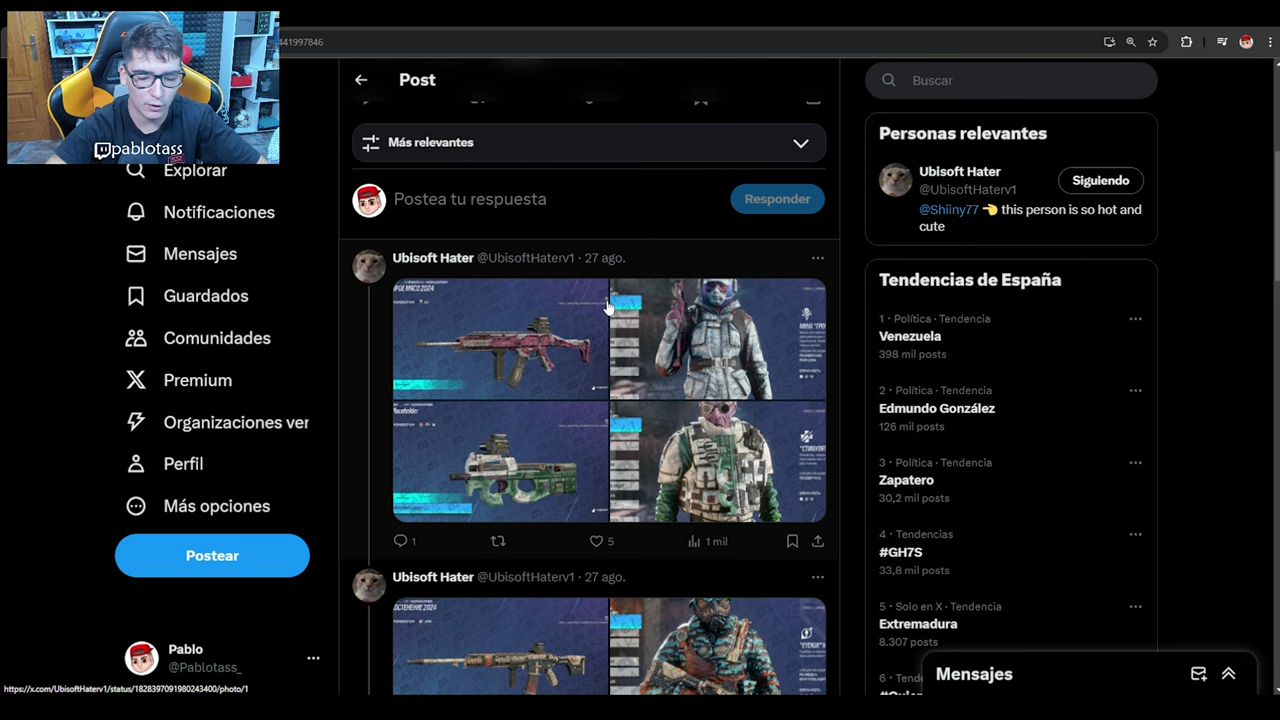 441997846
pablotass
Explorar
Notificaciones
Mensajes
Guardados
Comunidades
Premium
Organizaciones ver
Perfil
Más opciones
Postear
Pablo
@Pablotass_
https://x.com/UbisoftHaterv1/status/1828397091980243400/photo/1
Post
Más relevantes
Postea tu respuesta
Responder
Ubisoft Hater @UbisoftHaterv1 · 27 ago.
2024
Placeholder
1
5
1 mil
Ubisoft Hater @UbisoftHaterv1 · 27 ago.
2024
Buscar
Personas relevantes
Ubisoft Hater
@UbisoftHaterv1
Siguiendo
@Shiiny77 👈 this person is so hot and
cute
Tendencias de España
1 · Política · Tendencia
Venezuela
398 mil posts
2 · Política · Tendencia
Edmundo González
126 mil posts
3 · Política · Tendencia
Zapatero
30,2 mil posts
4 · Tendencias
#GH7S
33,8 mil posts
5 · Solo en X · Tendencia
Extremadura
8.307 posts
6 · Tende
Mensajes